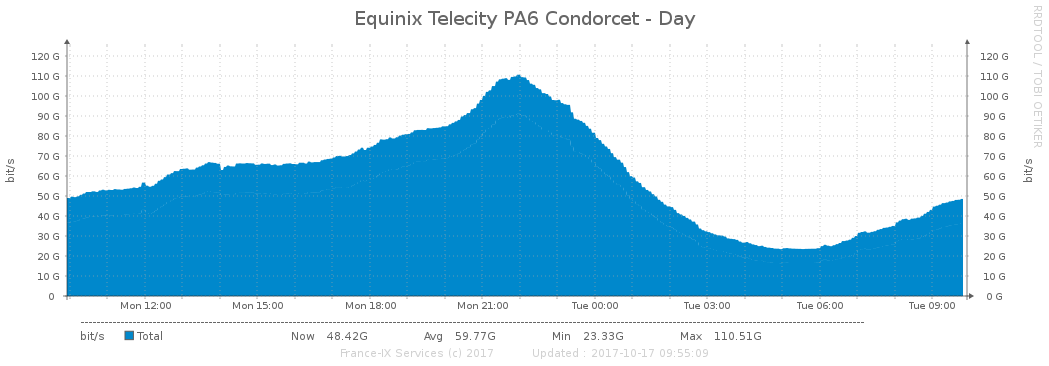 Equinix Telecity PA6 Condorcet - Day
RRDTOOL / TOBI OETIKER
bit/s
120 G
110 G
100 G
90 G
80 G
70 G
60 G
50 G
40 G
30 G
20 G
10 G
0
120 G
110 G
100 G
90 G
80 G
70 G
60 G
50 G
40 G
30 G
20 G
10 G
0 G
bit/s
Mon 12:00 Mon 15:00 Mon 18:00 Mon 21:00 Tue 00:00 Tue 03:00 Tue 06:00 Tue 09:00
bit/s Total Now 48.42G Avg 59.77G Min 23.33G Max 110.51G
France-IX Services (c) 2017 Updated : 2017-10-17 09:55:09